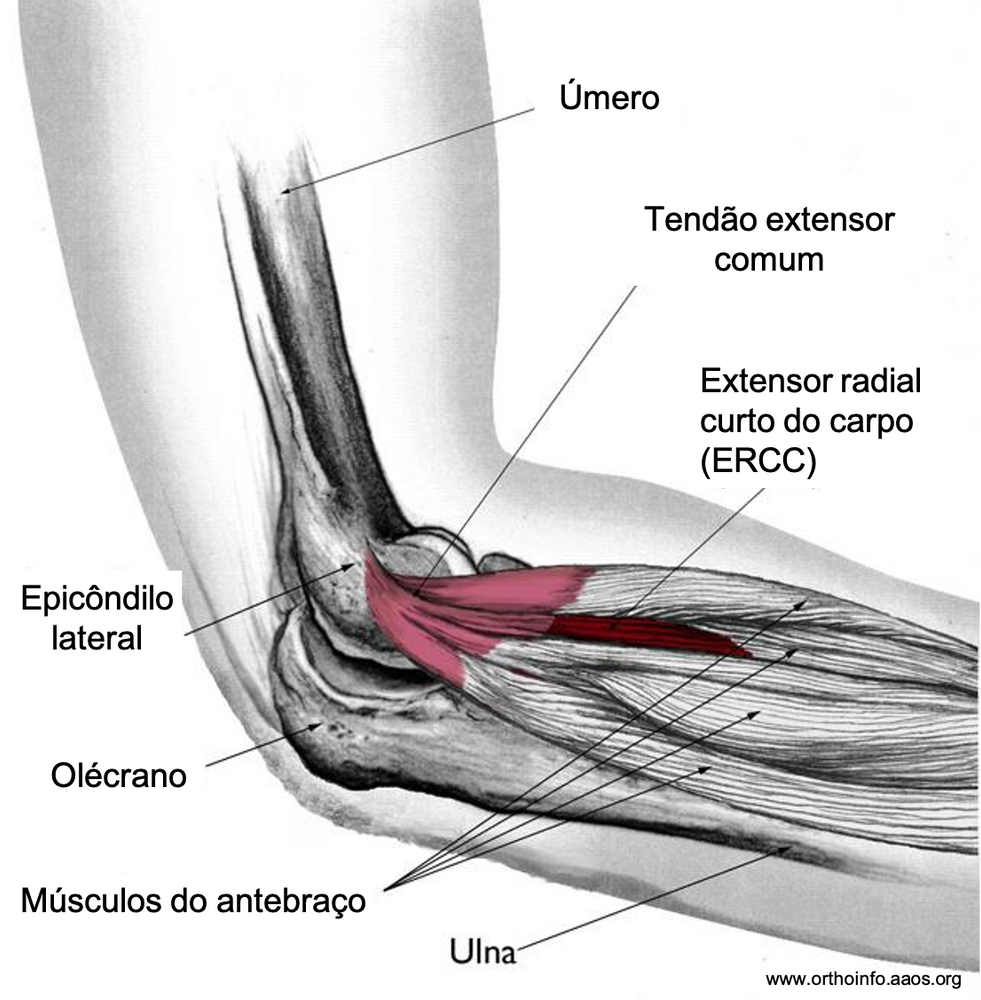 Úmero
Tendão extensor
comum
Extensor radial
curto do carpo
(ERCC)
Epicôndilo
lateral
Olécrano
Músculos do antebraço
Ulna
www.orthoinfo.aaos.org